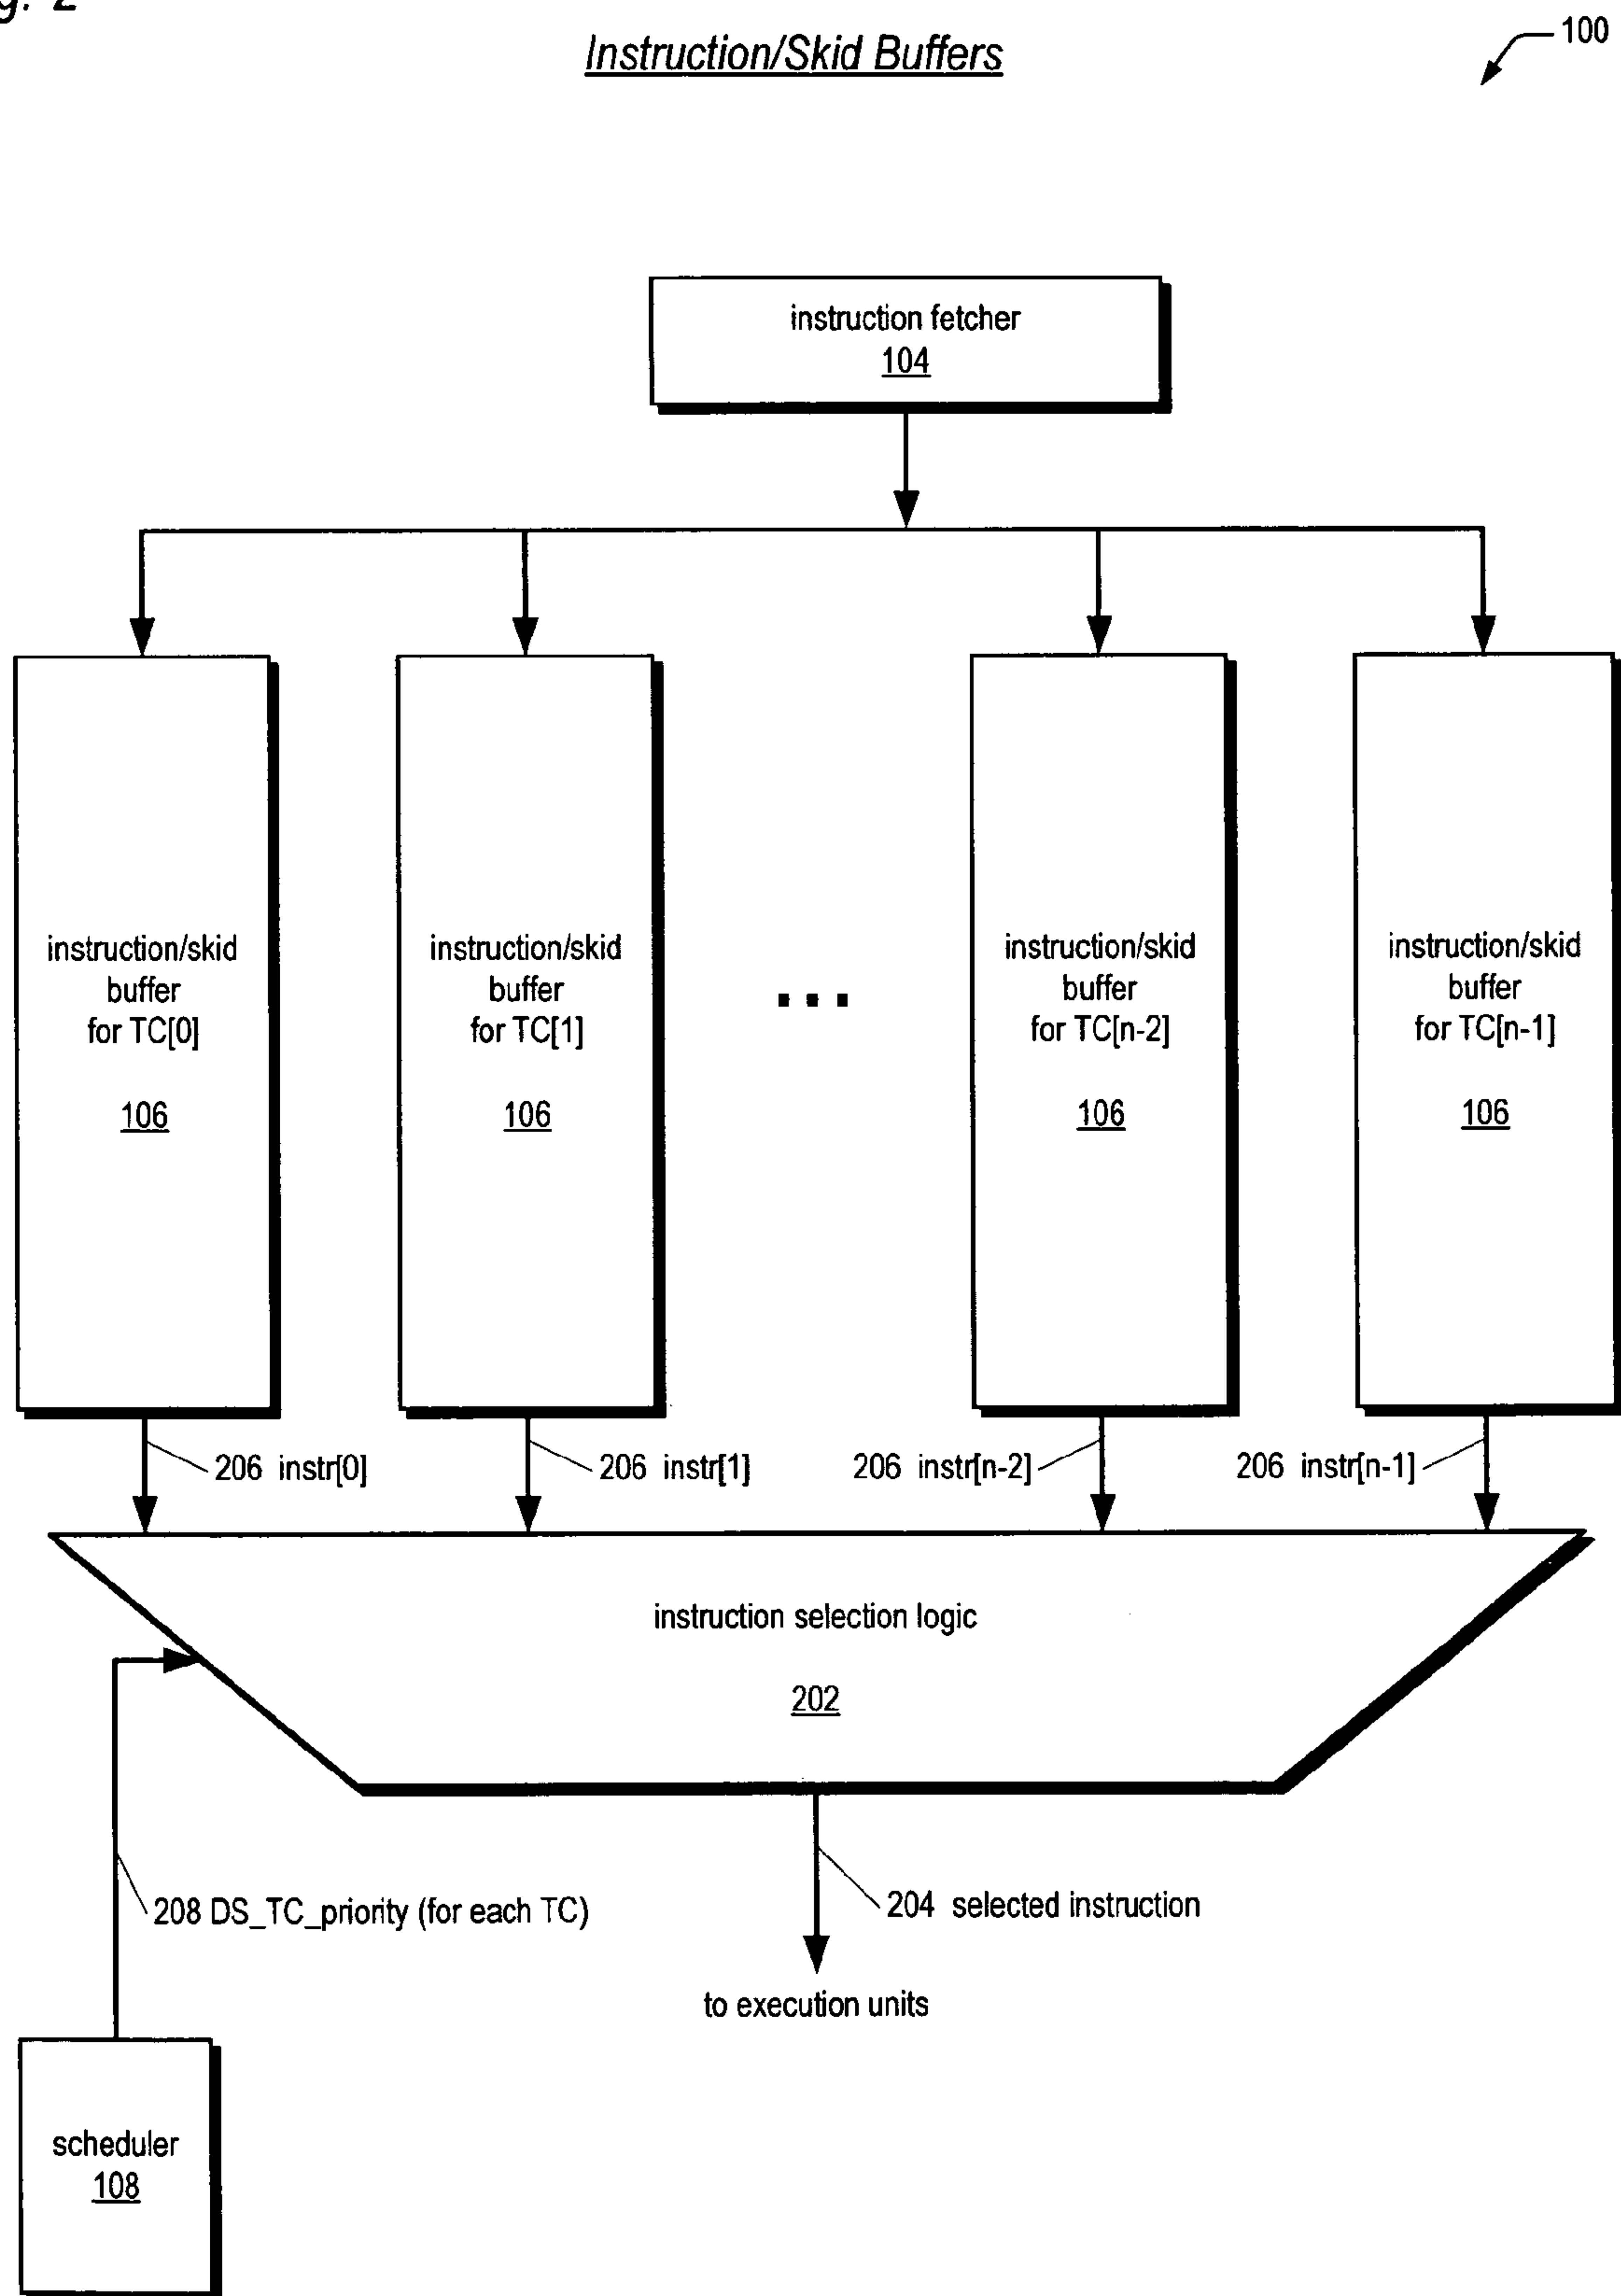 g. 2
Instruction/Skid Buffers
100
instruction fetcher
104
instruction/skid
buffer
for TC[0]
106
instruction/skid
buffer
for TC[1]
106
instruction/skid
buffer
for TC[n-2]
106
instruction/skid
buffer
for TC[n-1]
106
206 instr[0]
206 instr[1]
206 instr[n-2]
206 instr[n-1]
instruction selection logic
202
208 DS_TC_priority (for each TC)
204 selected instruction
to execution units
scheduler
108